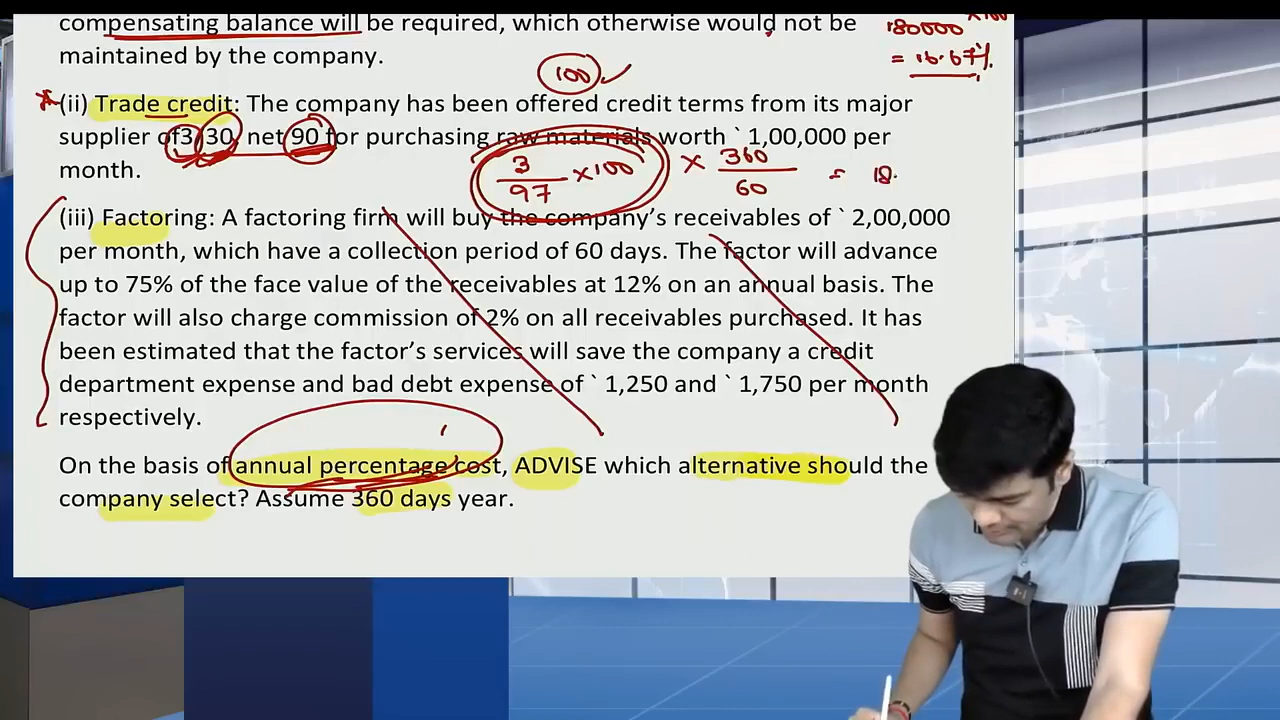 compensating balance will be required, which otherwise would not be
maintained by the company.
180000 ×100
= 16.67%.
100
(ii) Trade credit: The company has been offered credit terms from its major
supplier of3/30, net 90 for purchasing raw materials worth ` 1,00,000 per
month.
3/97 ×100 × 360/60 = 18.
(iii) Factoring: A factoring firm will buy the company’s receivables of ` 2,00,000
per month, which have a collection period of 60 days. The factor will advance
up to 75% of the face value of the receivables at 12% on an annual basis. The
factor will also charge commission of 2% on all receivables purchased. It has
been estimated that the factor’s services will save the company a credit
department expense and bad debt expense of ` 1,250 and ` 1,750 per month
respectively.
On the basis of annual percentage cost, ADVISE which alternative should the
company select? Assume 360 days year.